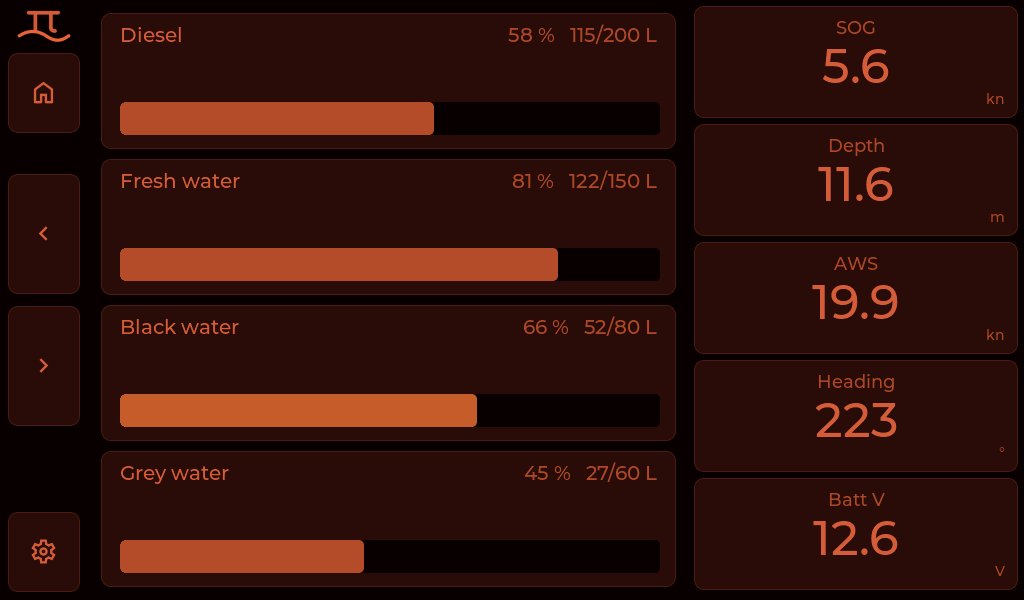 Diesel 58 % 115/200 L
Fresh water 81 % 122/150 L
Black water 66 % 52/80 L
Grey water 45 % 27/60 L
SOG
5.6
kn
Depth
11.6
m
AWS
19.9
kn
Heading
223
°
Batt V
12.6
V